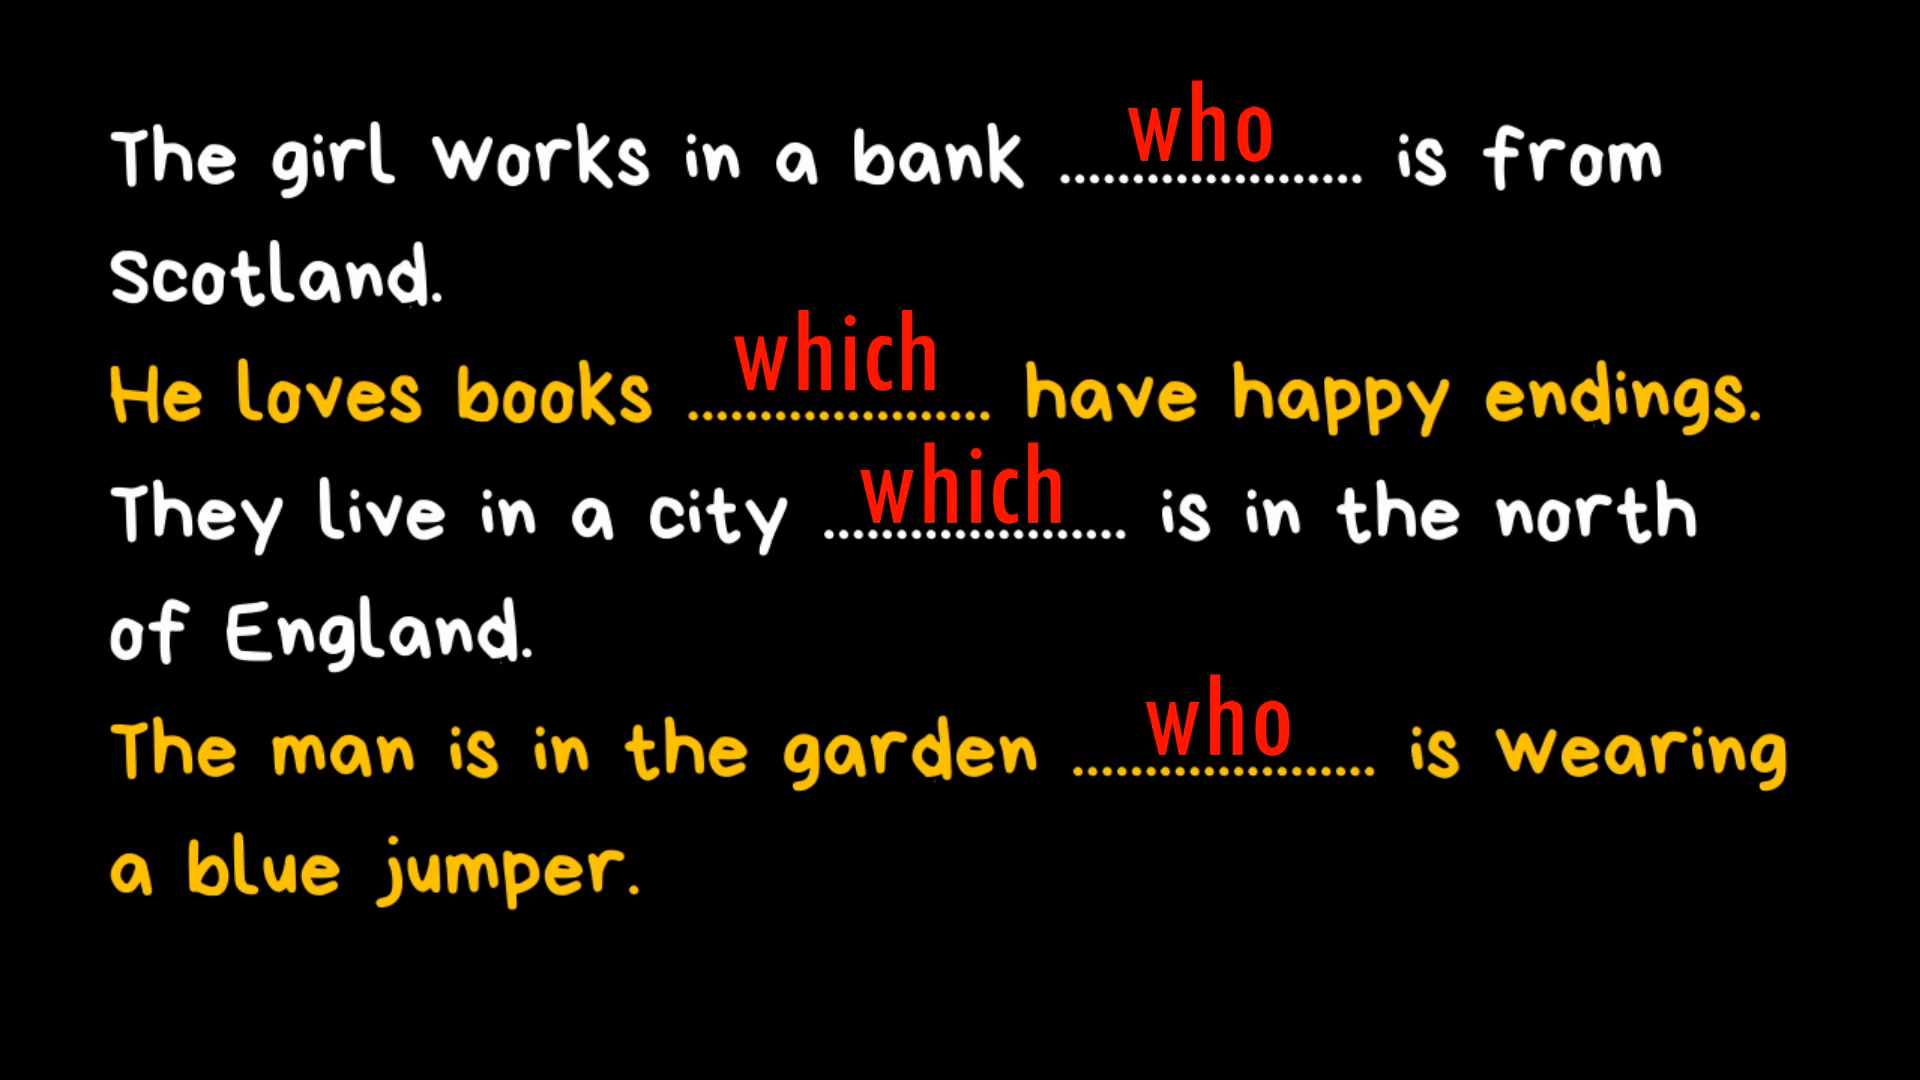 The girl works in a bank who is from
Scotland.
He loves books which have happy endings.
They live in a city which is in the north
of England.
The man is in the garden who is wearing
a blue jumper.